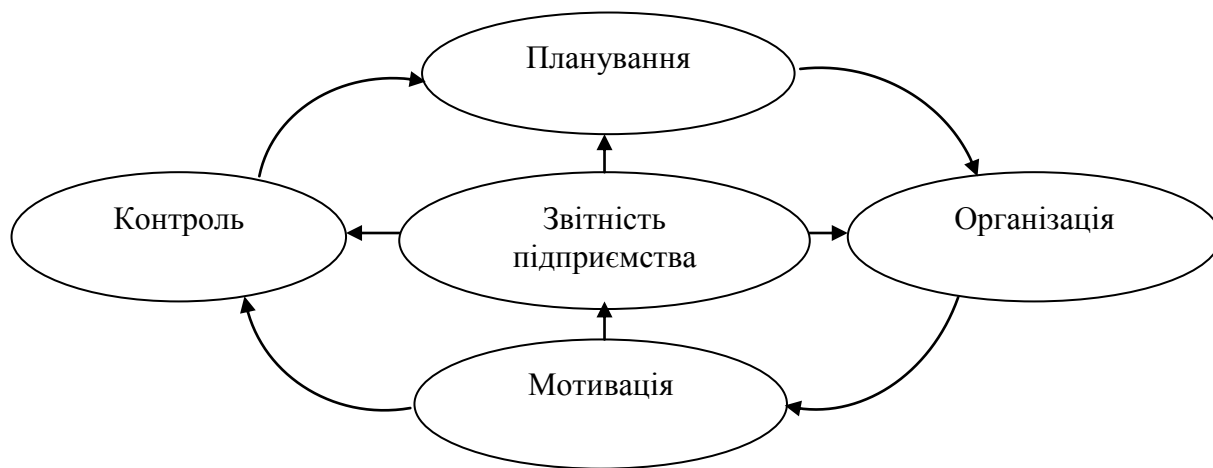 Планування
Контроль
Звітність
підприємства
Організація
Мотивація